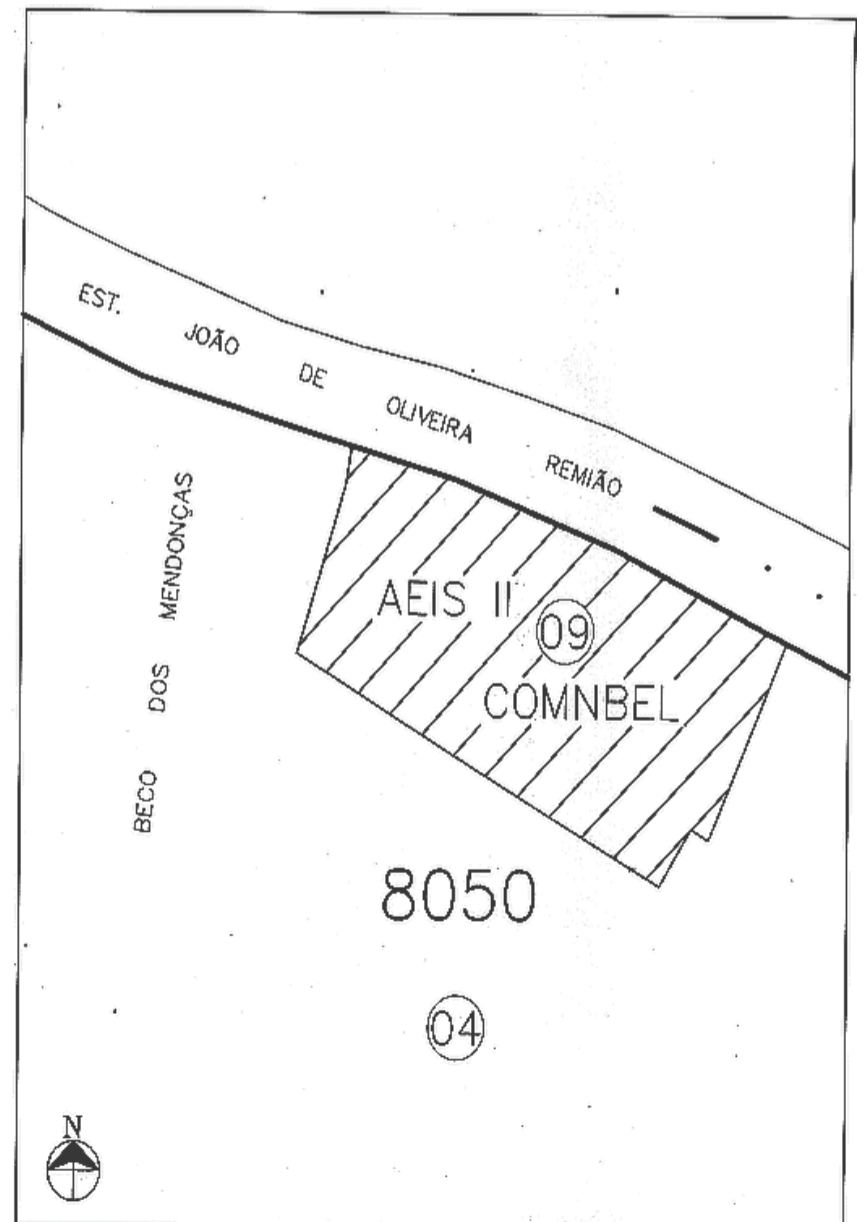 EST. JOÃO DE OLIVEIRA REMIÃO
BECO DOS MENDONÇAS
AEIS II
09
COMNBEL
8050
04
N